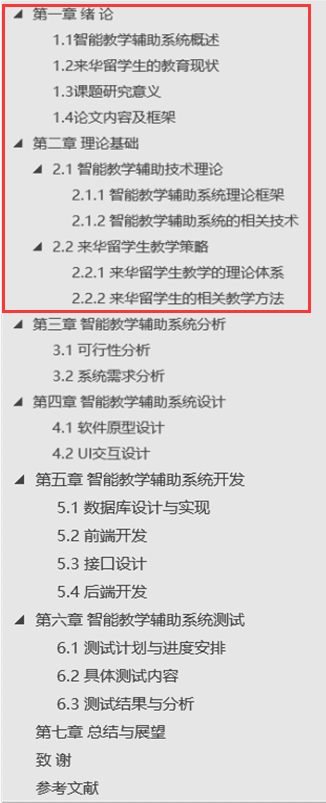 第一章 绪 论
1.1智能教学辅助系统概述
1.2来华留学生的教育现状
1.3课题研究意义
1.4论文内容及框架
第二章 理论基础
2.1 智能教学辅助技术理论
2.1.1 智能教学辅助系统理论框架
2.1.2 智能教学辅助系统的相关技术
2.2 来华留学生教学策略
2.2.1 来华留学生教学的理论体系
2.2.2 来华留学生的相关教学方法
第三章 智能教学辅助系统分析
3.1 可行性分析
3.2 系统需求分析
第四章 智能教学辅助系统设计
4.1 软件原型设计
4.2 UI交互设计
第五章 智能教学辅助系统开发
5.1 数据库设计与实现
5.2 前端开发
5.3 接口设计
5.4 后端开发
第六章 智能教学辅助系统测试
6.1 测试计划与进度安排
6.2 具体测试内容
6.3 测试结果与分析
第七章 总结与展望
致 谢
参考文献